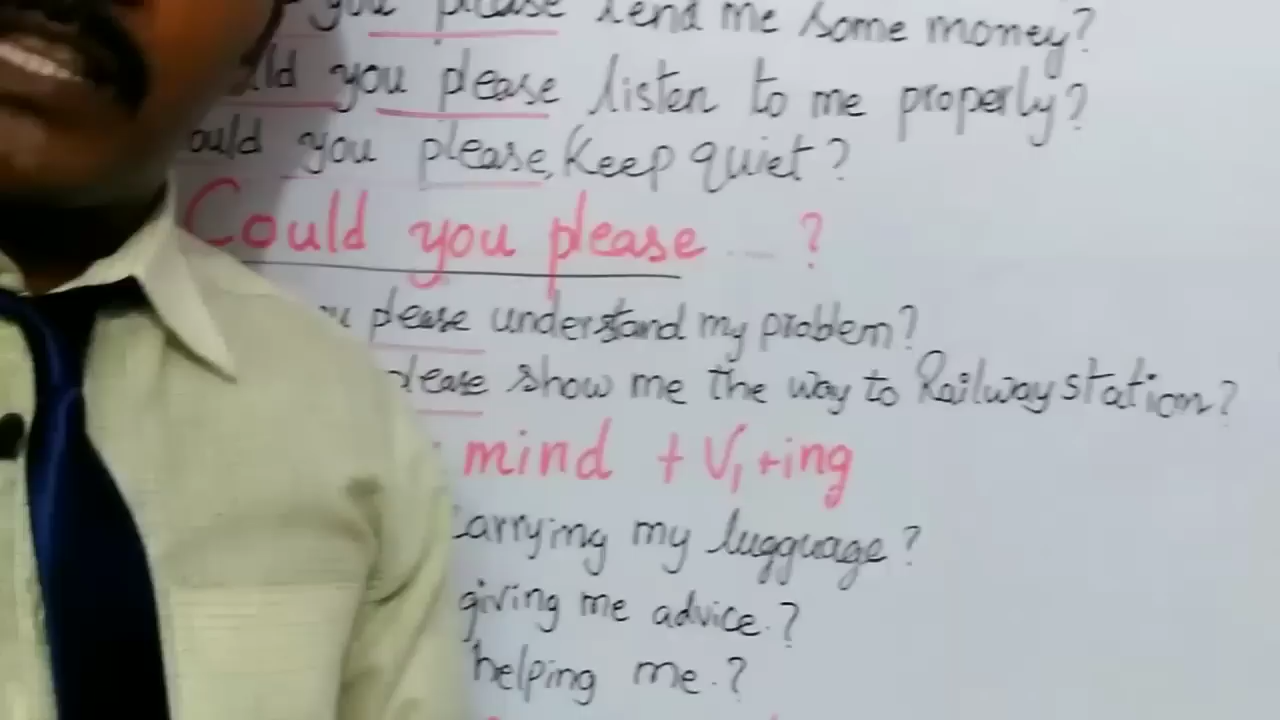 you please lend me some money?
ould you please listen to me properly?
ould you please, Keep quiet?
Could you please .... ?
please understand my problem?
please show me the way to Railway station?
mind + V1 + ing
Carrying my lugguage?
giving me advice.?
helping me.?